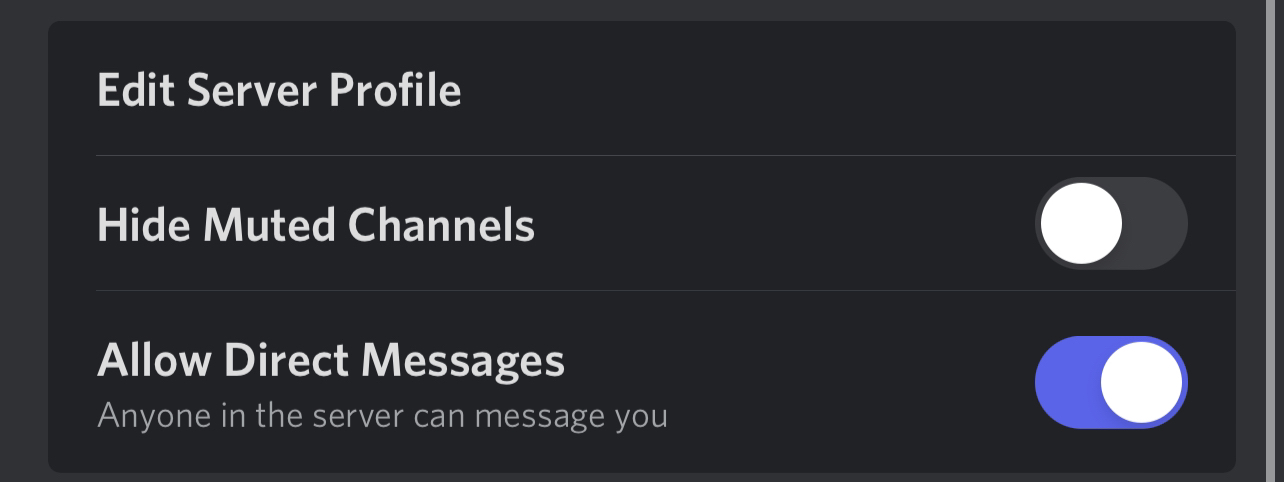 Edit Server Profile
Hide Muted Channels
Allow Direct Messages
Anyone in the server can message you